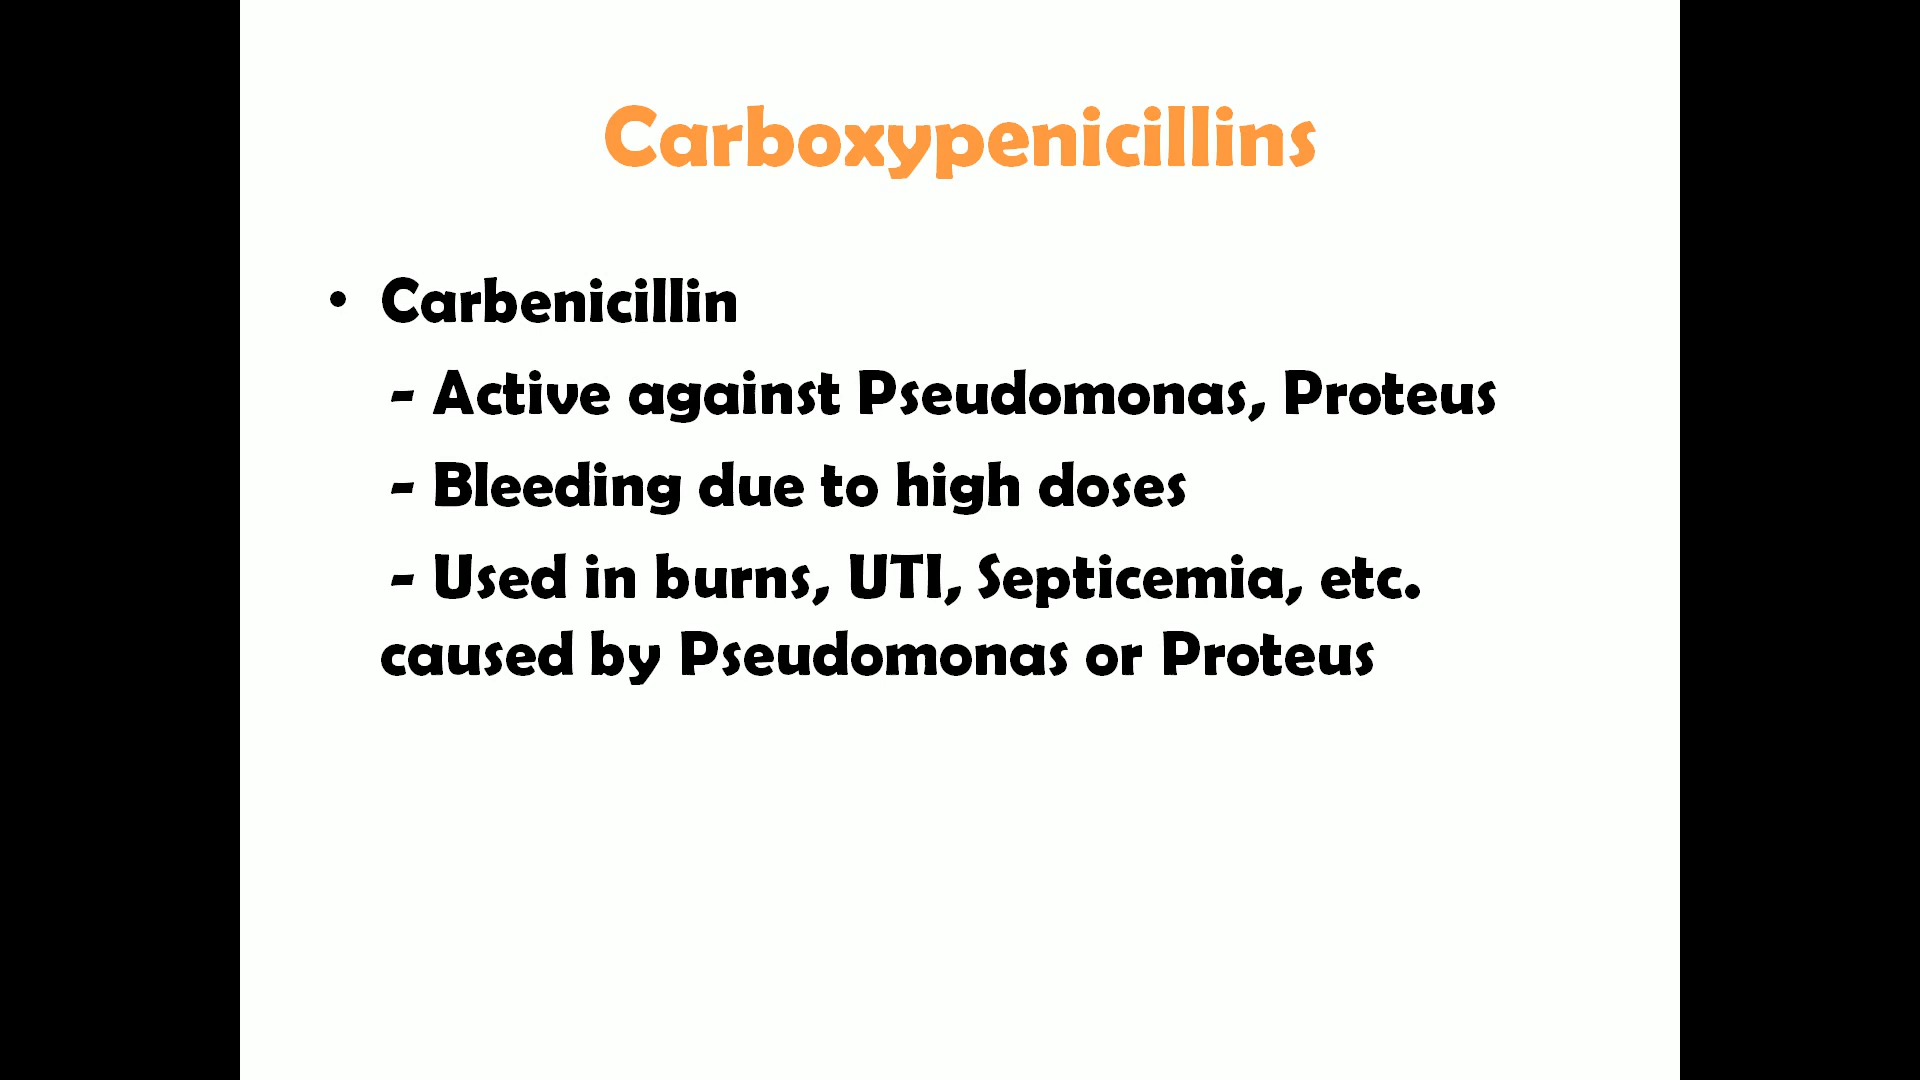 Carboxypenicillins
• Carbenicillin
- Active against Pseudomonas, Proteus
- Bleeding due to high doses
- Used in burns, UTI, Septicemia, etc.
caused by Pseudomonas or Proteus